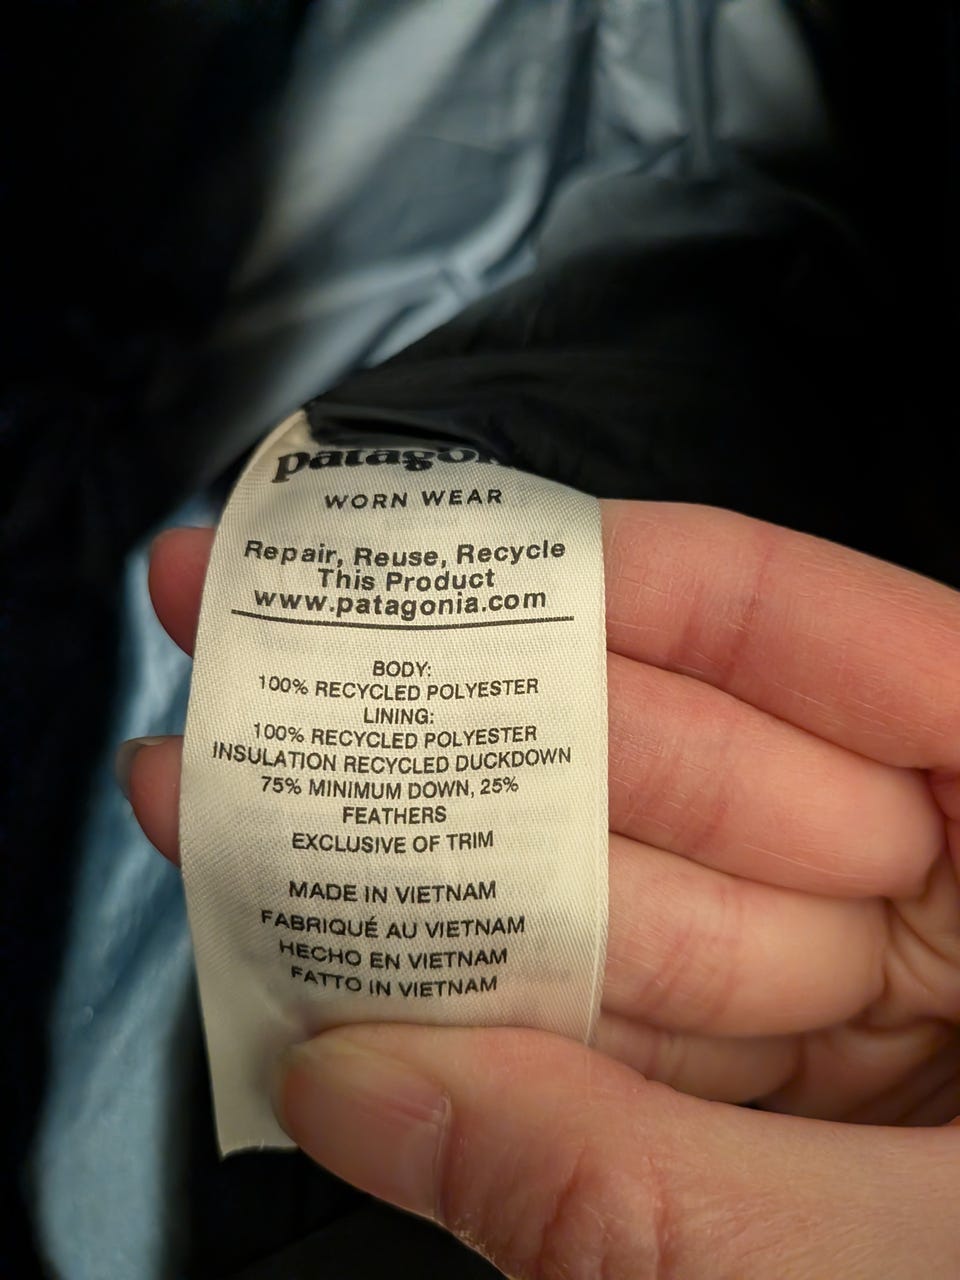 WORN WEAR
Repair, Reuse, Recycle
This Product
www.patagonia.com
BODY:
100% RECYCLED POLYESTER
LINING:
100% RECYCLED POLYESTER
INSULATION RECYCLED DUCKDOWN
75% MINIMUM DOWN, 25%
FEATHERS
EXCLUSIVE OF TRIM
MADE IN VIETNAM
FABRIQUÉ AU VIETNAM
HECHO EN VIETNAM
FATTO IN VIETNAM